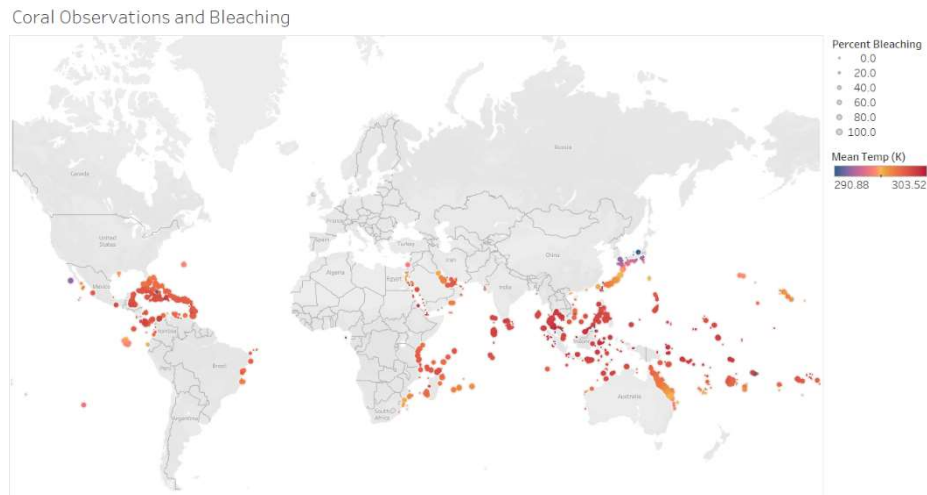 Coral Observations and Bleaching
Percent Bleaching
0.0
20.0
40.0
60.0
80.0
100.0
Mean Temp (K)
290.88 303.52
Russia
Canada
France
Spain
Turkey
United
States
China
Iran
Algeria
Egypt
Mexico
India
Peru
Brazil
Australia
South
Africa
Argentina